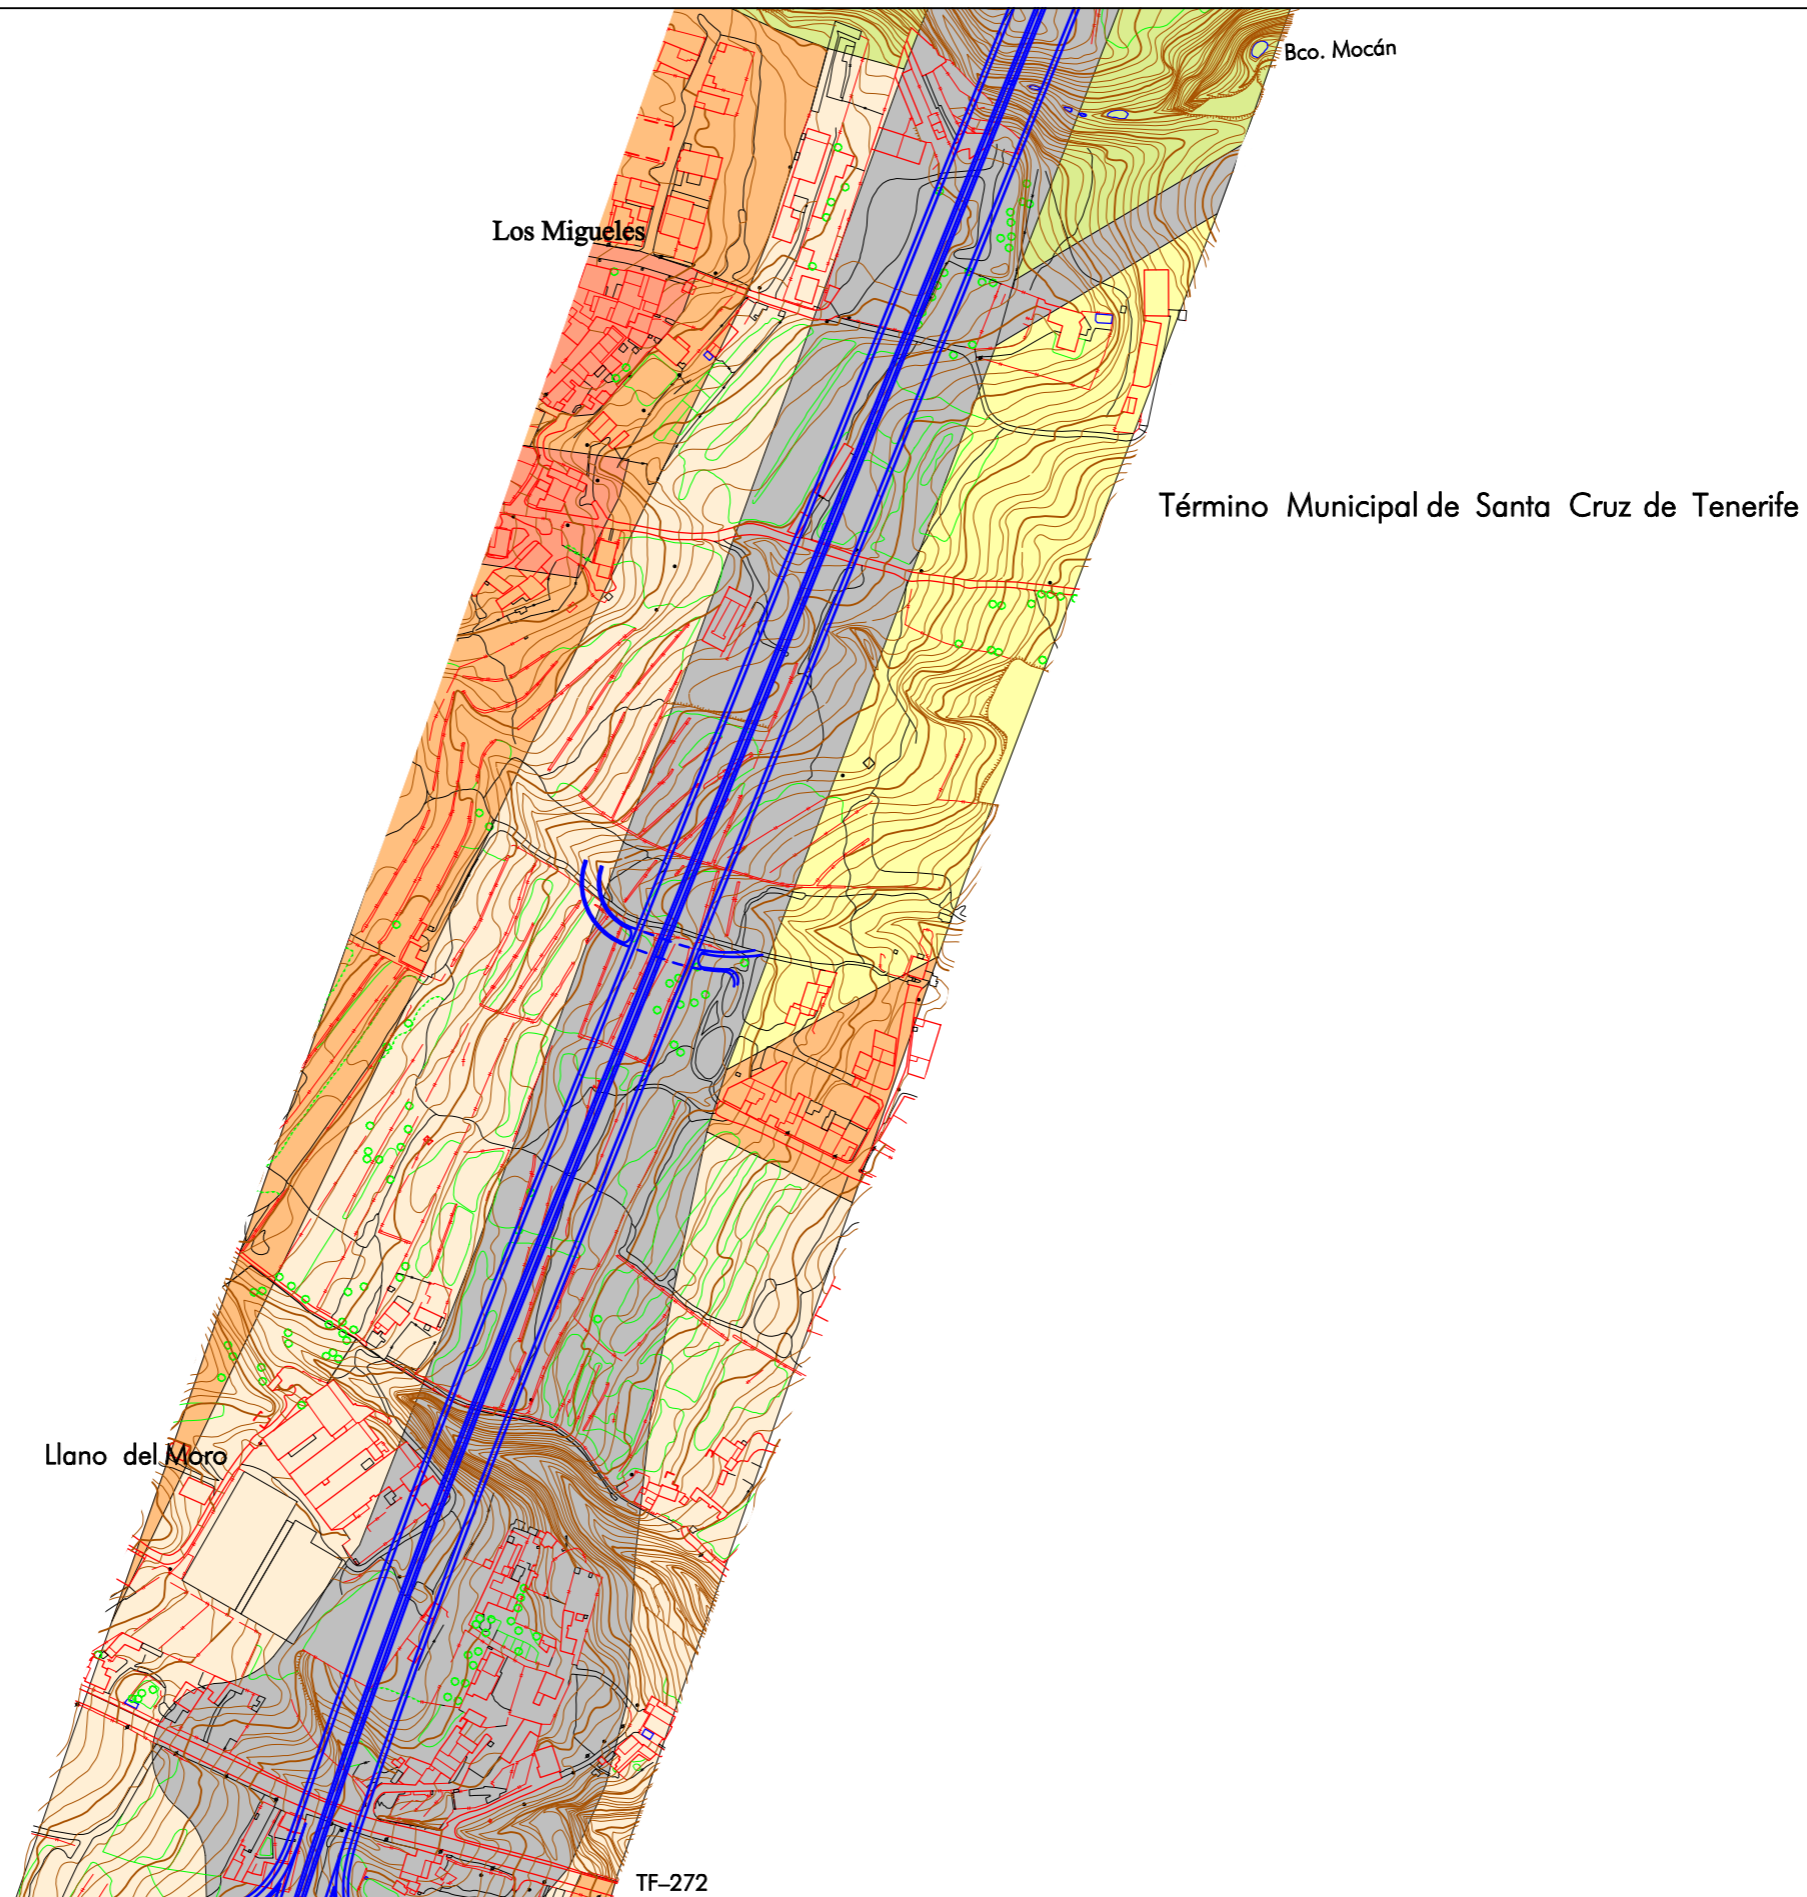 Bco. Mocán
Los Migueles
Término Municipal de Santa Cruz de Tenerife
Llano del Moro
TF-272